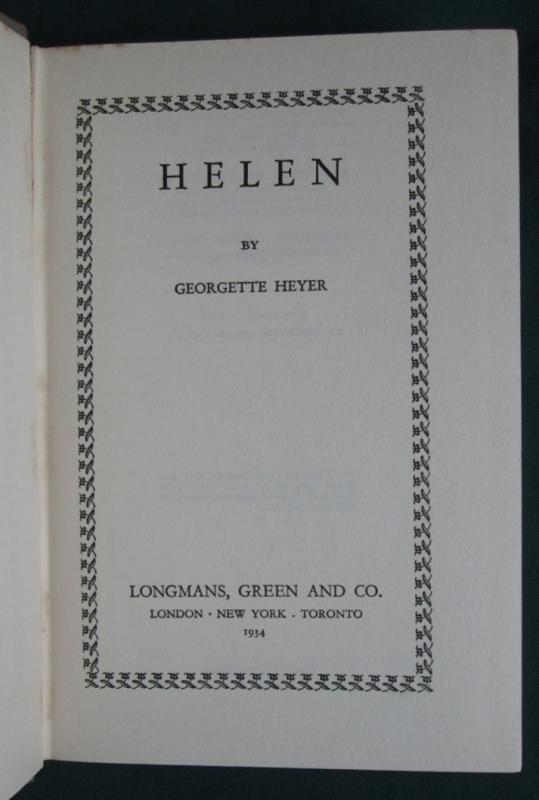 HELEN
BY
GEORGETTE HEYER
LONGMANS, GREEN AND CO.
LONDON · NEW YORK . TORONTO
1934